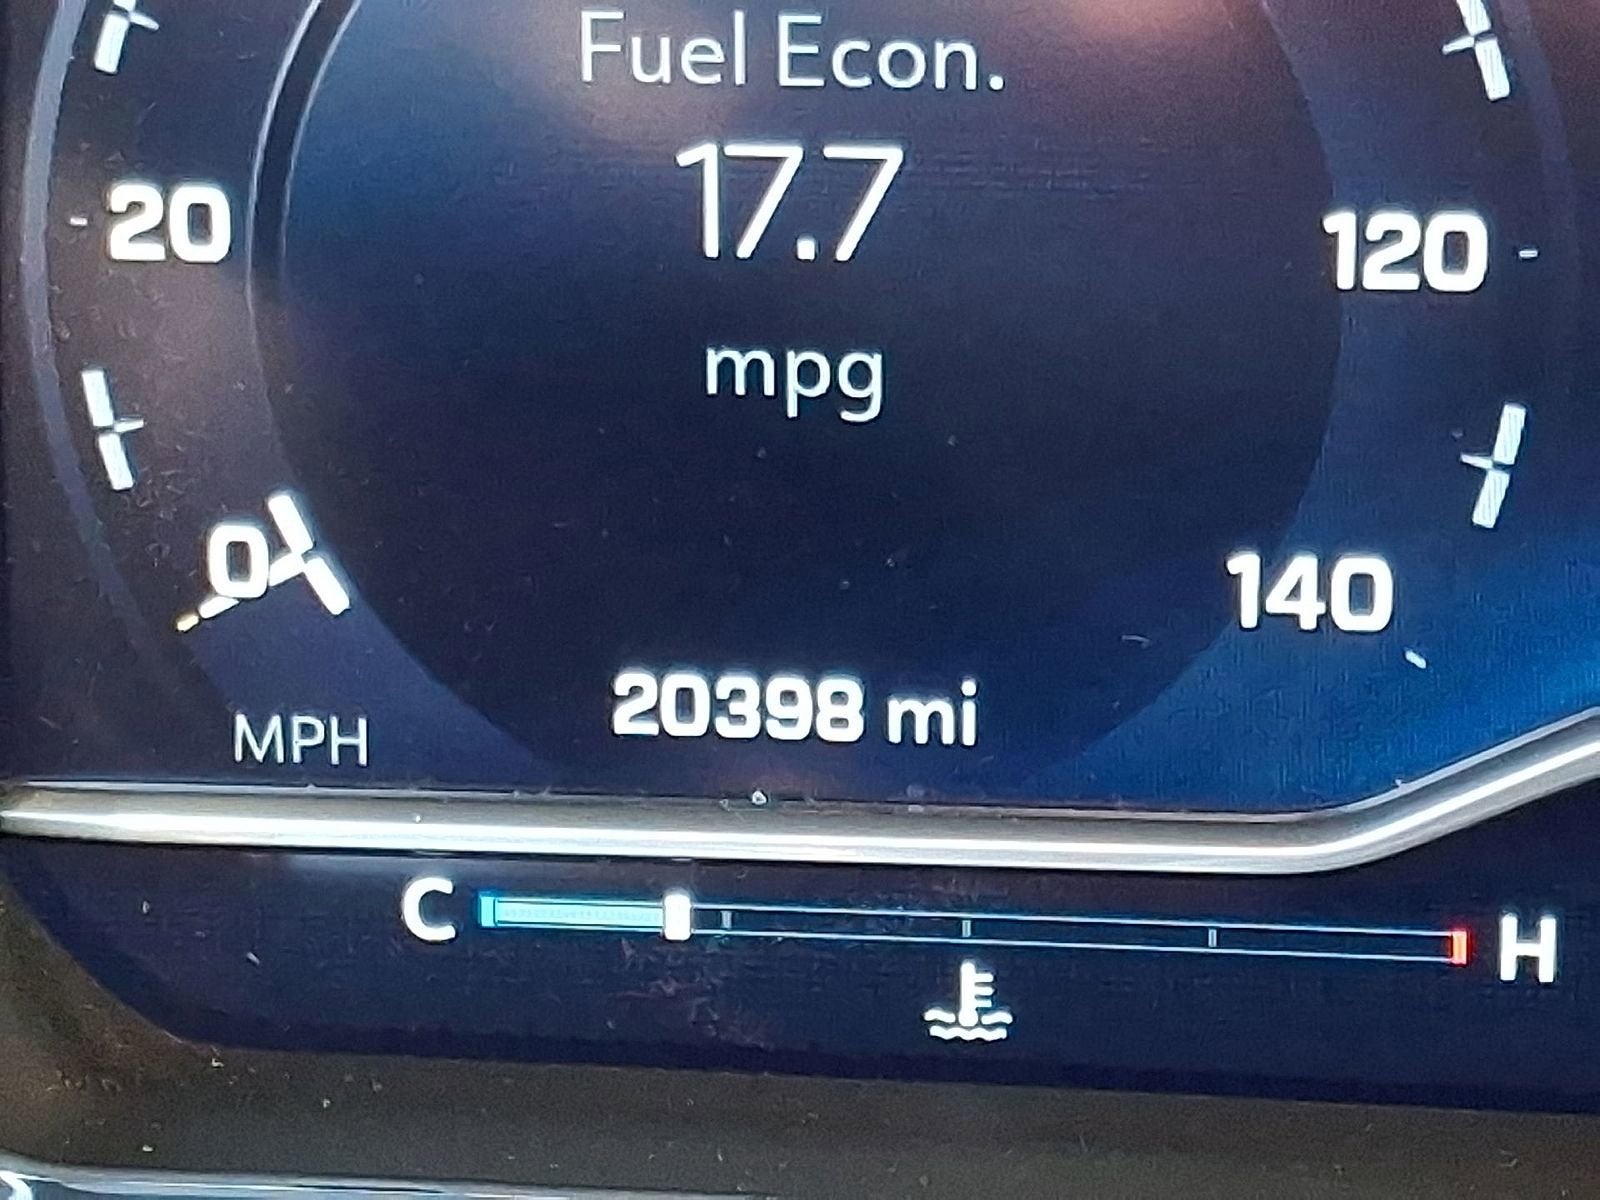 Fuel Econ.
17.7
20
120
mpg
0
140
20398 mi
MPH
C
H